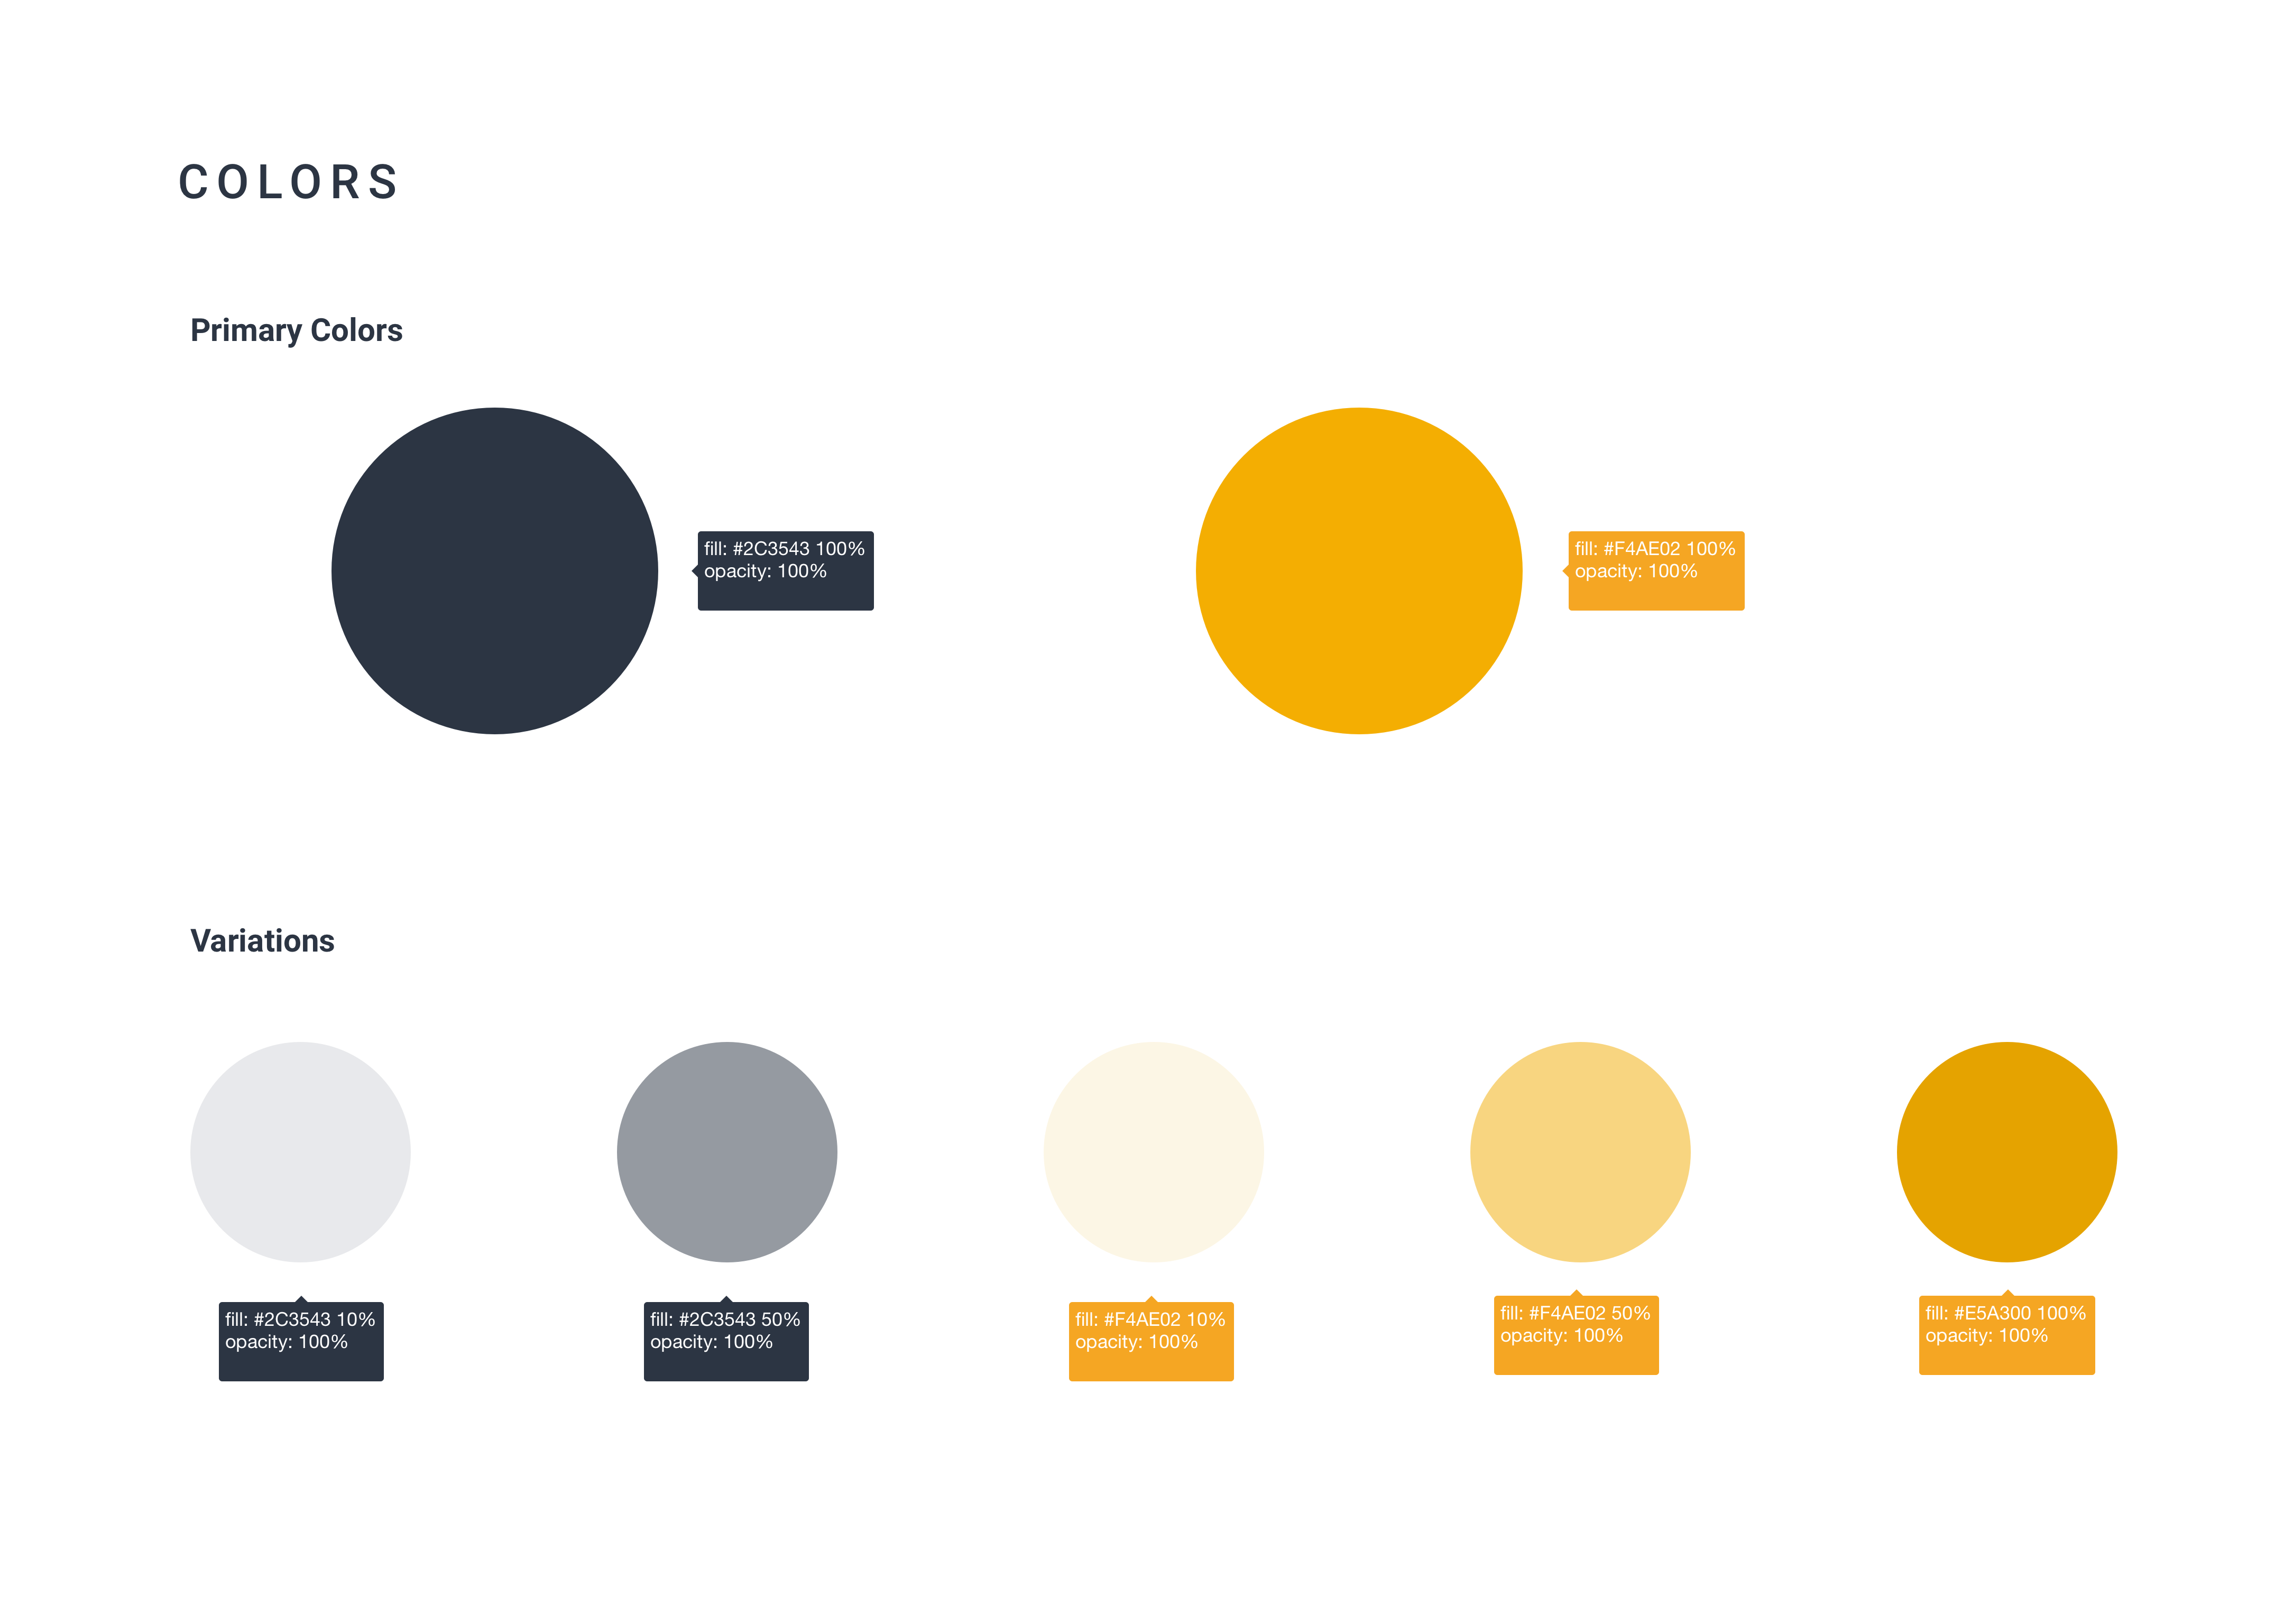 COLORS
Primary Colors
fill: #2C3543 100%
opacity: 100%
fill: #F4AE02 100%
opacity: 100%
Variations
fill: #2C3543 10%
opacity: 100%
fill: #2C3543 50%
opacity: 100%
fill: #F4AE02 10%
opacity: 100%
fill: #F4AE02 50%
opacity: 100%
fill: #E5A300 100%
opacity: 100%